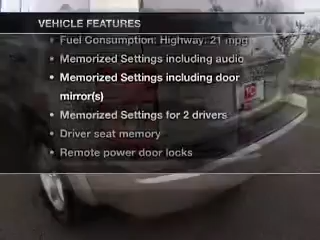 VEHICLE FEATURES
• Fuel Consumption: Highway: 21 mpg
• Memorized Settings including audio
• Memorized Settings including door
mirror(s)
• Memorized Settings for 2 drivers
• Driver seat memory
• Remote power door locks